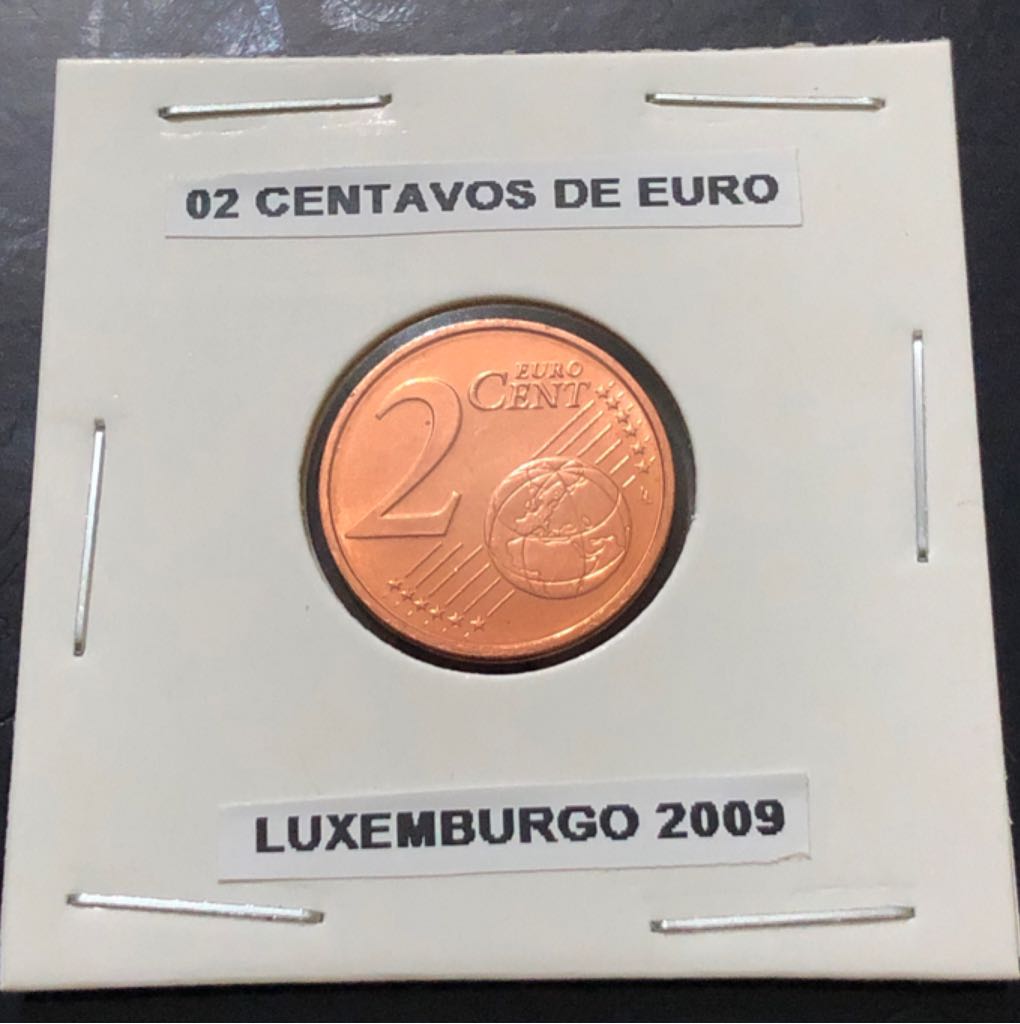 02 CENTAVOS DE EURO
2 EURO
CENT
LUXEMBURGO 2009